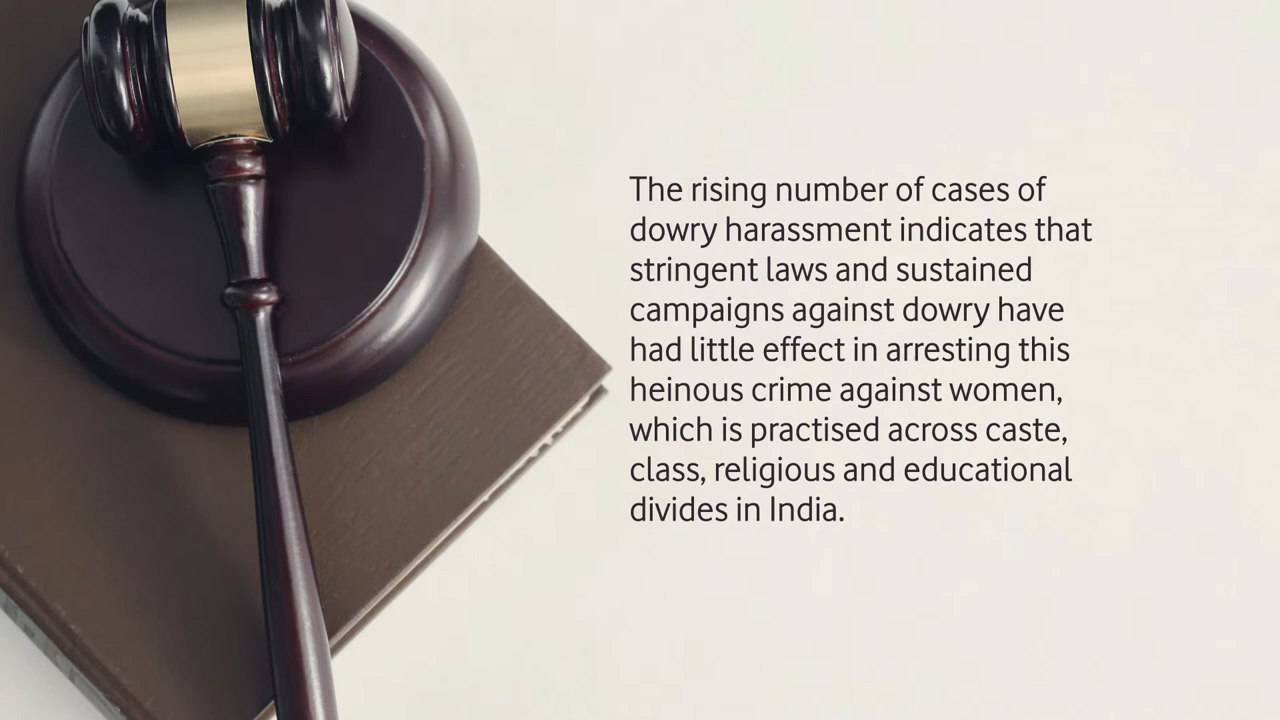 The rising number of cases of
dowry harassment indicates that
stringent laws and sustained
campaigns against dowry have
had little effect in arresting this
heinous crime against women,
which is practised across caste,
class, religious and educational
divides in India.